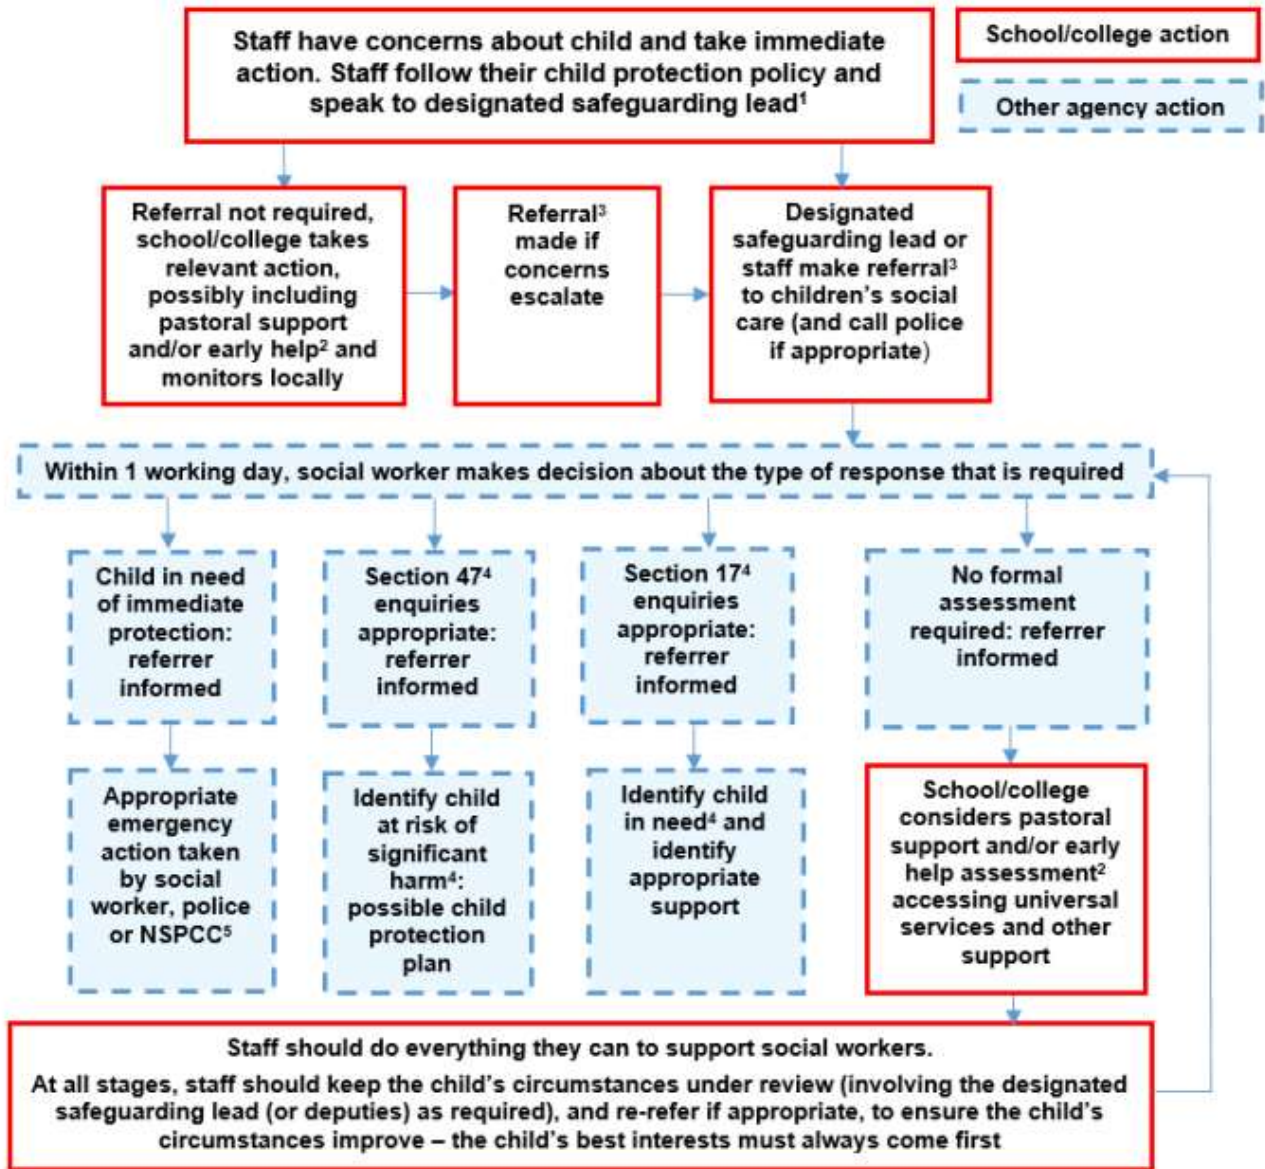 Staff have concerns about child and take immediate
action. Staff follow their child protection policy and
speak to designated safeguarding lead¹
School/college action
Other agency action
Referral not required,
school/college takes
relevant action,
possibly including
pastoral support
and/or early help² and
monitors locally
Referral³
made if
concerns
escalate
Designated
safeguarding lead or
staff make referral³
to children’s social
care (and call police
if appropriate)
Within 1 working day, social worker makes decision about the type of response that is required
Child in need
of immediate
protection:
referrer
informed
Section 47⁴
enquiries
appropriate:
referrer
informed
Section 17⁴
enquiries
appropriate:
referrer
informed
No formal
assessment
required: referrer
informed
Appropriate
emergency
action taken
by social
worker, police
or NSPCC⁵
Identify child
at risk of
significant
harm⁴:
possible child
protection
plan
Identify child
in need⁴ and
identify
appropriate
support
School/college
considers pastoral
support and/or early
help assessment²
accessing universal
services and other
support
Staff should do everything they can to support social workers.
At all stages, staff should keep the child’s circumstances under review (involving the designated
safeguarding lead (or deputies) as required), and re-refer if appropriate, to ensure the child’s
circumstances improve – the child’s best interests must always come first